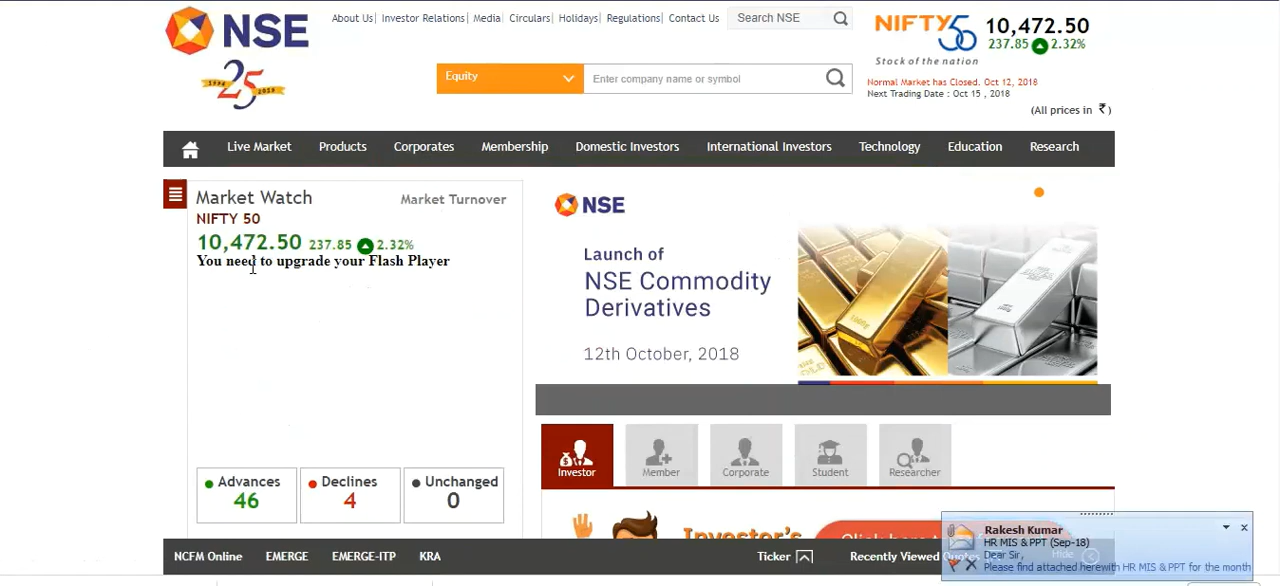 NSE
1994 25 2018
About Us| Investor Relations| Media| Circulars| Holidays| Regulations| Contact Us
Search NSE
Equity
Enter company name or symbol
NIFTY 50
Stock of the nation
10,472.50
237.85 2.32%
Normal Market has Closed. Oct 12, 2018
Next Trading Date : Oct 15 , 2018
(All prices in ₹)
Live Market Products Corporates Membership Domestic Investors International Investors Technology Education Research
Market Watch Market Turnover
NIFTY 50
10,472.50 237.85 2.32%
You need to upgrade your Flash Player
Advances
46
Declines
4
Unchanged
0
NSE
Launch of
NSE Commodity
Derivatives
12th October, 2018
Investor Member Corporate Student Researcher
Investor's
NCFM Online EMERGE EMERGE-ITP KRA Ticker Recently Viewed Quotes Hide
Rakesh Kumar
HR MIS & PPT (Sep-18)
Dear Sir,
Please find attached herewith HR MIS & PPT for the month